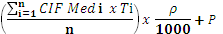 (∑ⁿᵢ₌₁ CIF Med i x Ti / n) x ρ / 1000 + P